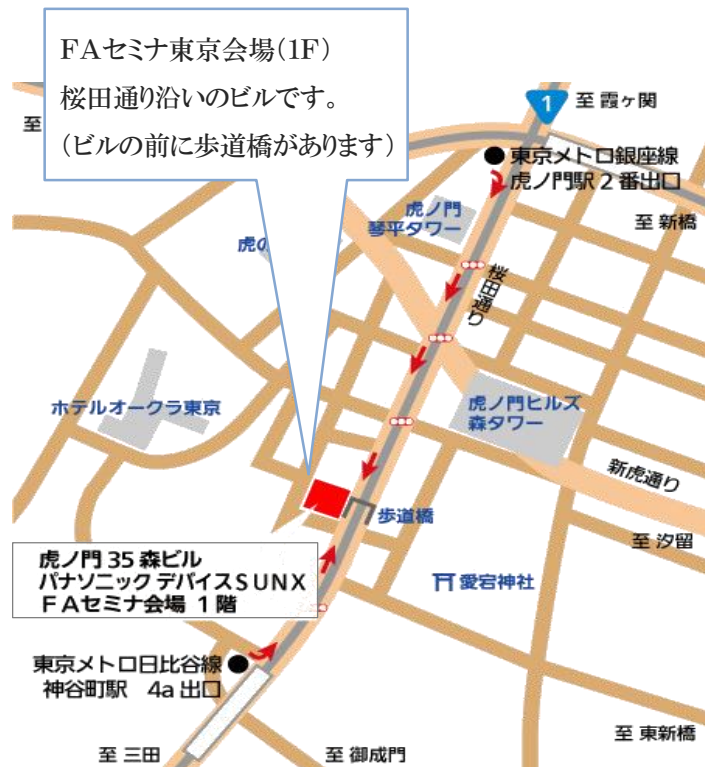 FAセミナ東京会場(1F)
桜田通り沿いのビルです。
(ビルの前に歩道橋があります)
至
1
至 霞ヶ関
東京メトロ銀座線
虎ノ門駅2番出口
至 新橋
虎ノ門
琴平タワー
虎の
桜田通り
ホテルオークラ東京
虎ノ門ヒルズ
森タワー
新虎通り
歩道橋
至 汐留
虎ノ門35森ビル
パナソニック デバイスSUNX
FAセミナ会場 1階
愛宕神社
東京メトロ日比谷線
神谷町駅 4a出口
至 三田
至 御成門
至 東新橋